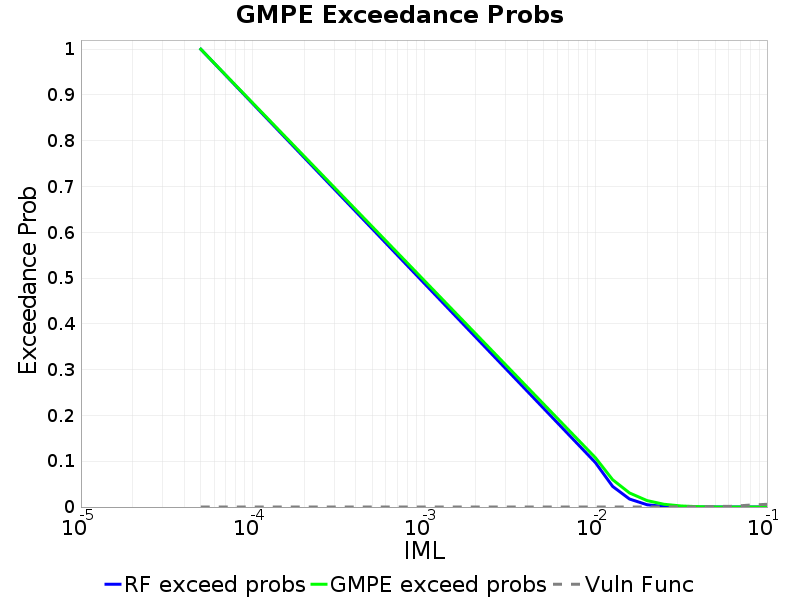 GMPE Exceedance Probs
Exceedance Prob
1
0.9
0.8
0.7
0.6
0.5
0.4
0.3
0.2
0.1
0
10^-5 10^-4 10^-3 10^-2 10^-1
IML
RF exceed probs GMPE exceed probs Vuln Func